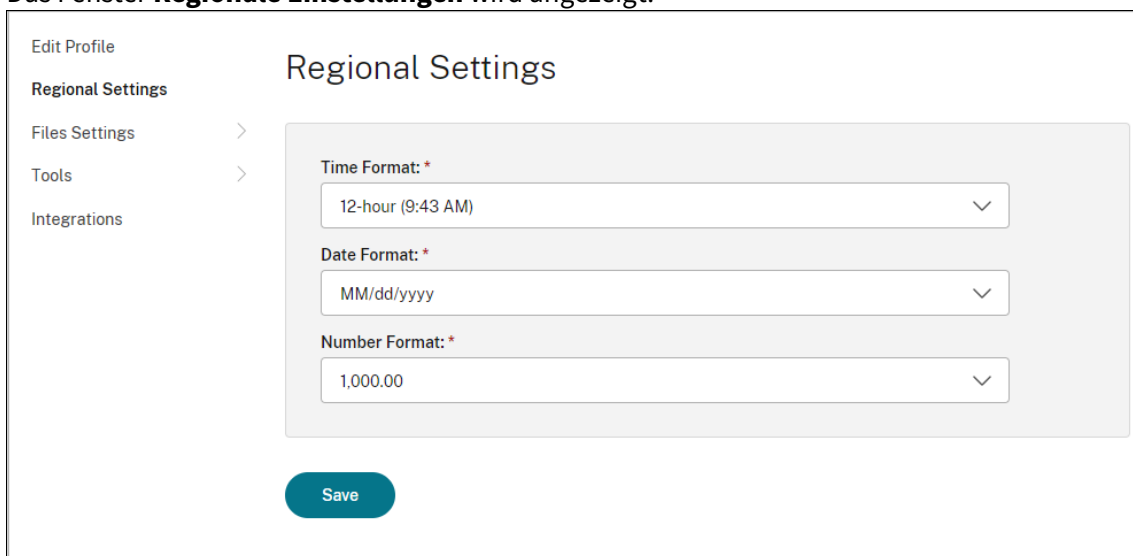 Das Fenster Regionale Einstellungen wird angezeigt.
Edit Profile
Regional Settings
Files Settings
Tools
Integrations
Regional Settings
Time Format: *
12-hour (9:43 AM)
Date Format: *
MM/dd/yyyy
Number Format: *
1,000.00
Save